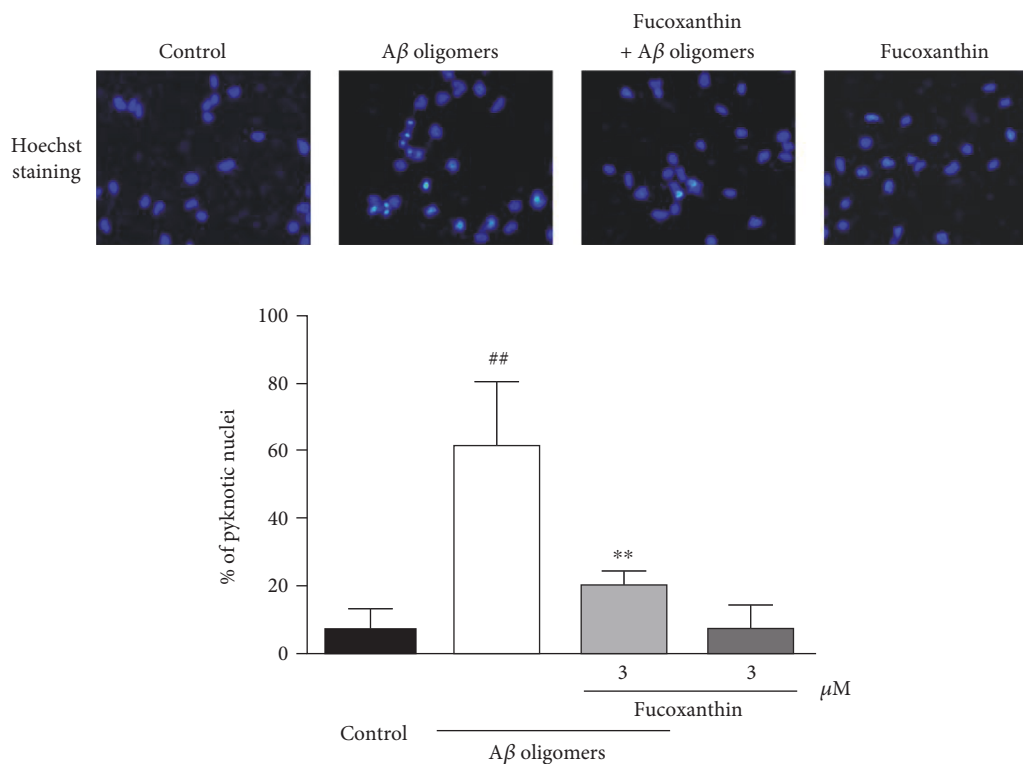 Control
Aβ oligomers
Fucoxanthin
+ Aβ oligomers
Fucoxanthin
Hoechst
staining
% of pyknotic nuclei
100
80
60
40
20
0
##
**
3
3
μM
Fucoxanthin
Control
Aβ oligomers